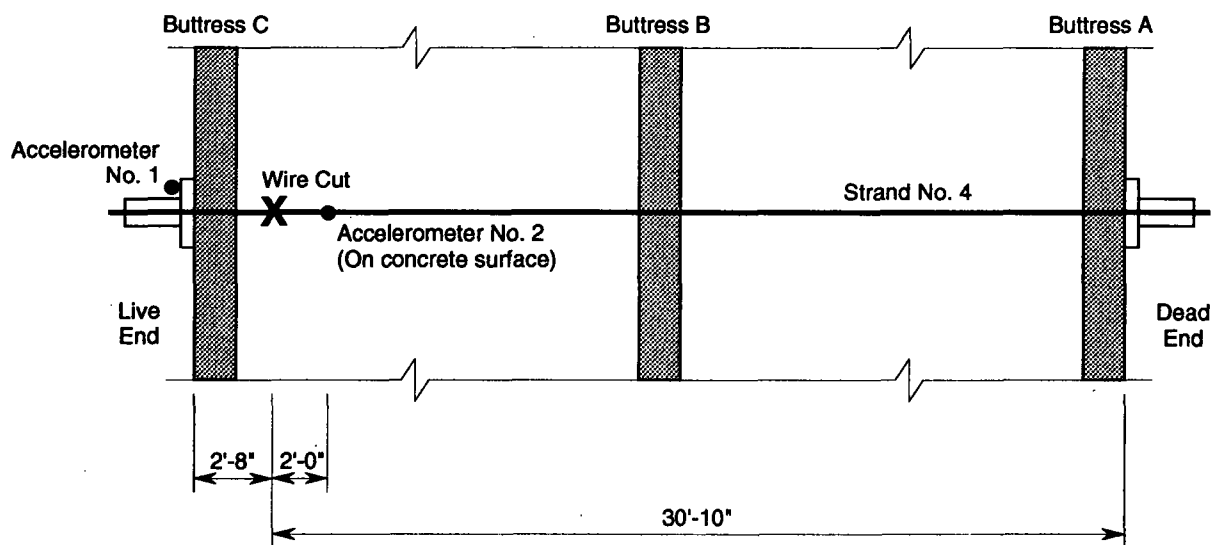 Buttress C
Buttress B
Buttress A
Accelerometer
No. 1
Wire Cut
Strand No. 4
Accelerometer No. 2
(On concrete surface)
Live
End
Dead
End
2'-8"
2'-0"
30'-10"